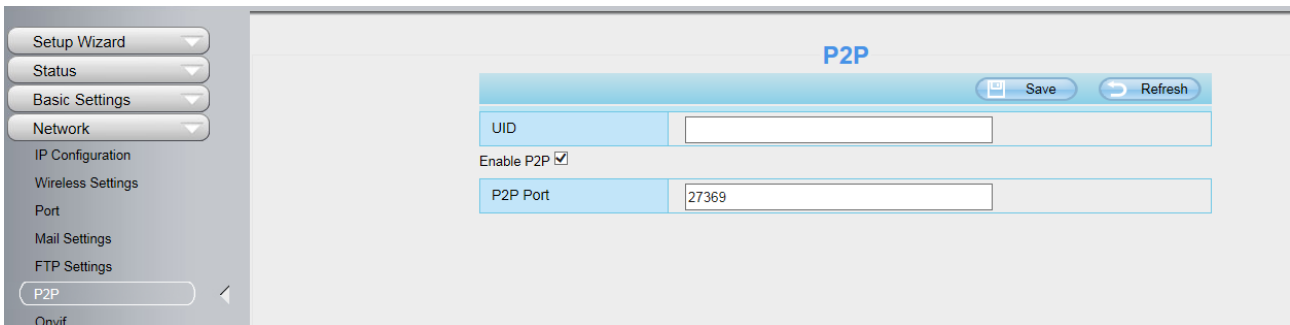 Setup Wizard
Status
Basic Settings
Network
IP Configuration
Wireless Settings
Port
Mail Settings
FTP Settings
P2P
Onvif
P2P
Save Refresh
UID
Enable P2P
P2P Port 27369